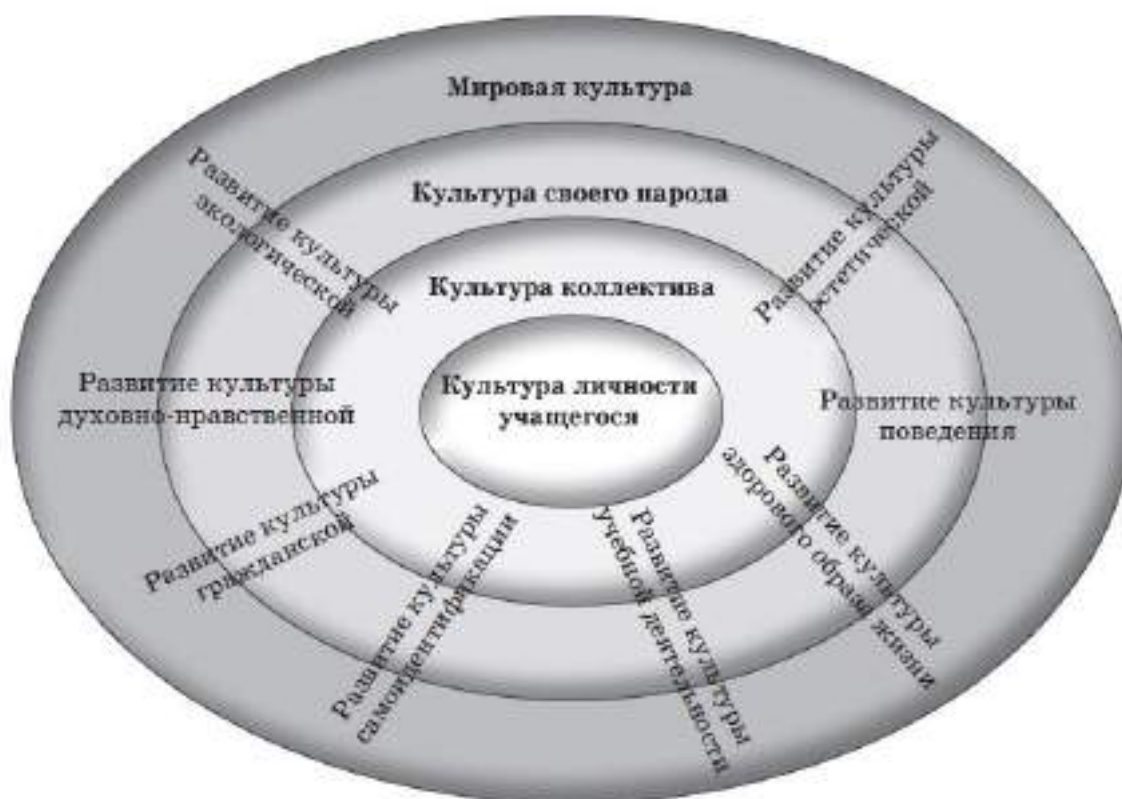 Мировая культура
Культура своего народа
Культура коллектива
Культура личности
учащегося
Развитие культуры
экологической
Развитие культуры
эстетической
Развитие культуры
духовно-нравственной
Развитие культуры
поведения
Развитие культуры
гражданской
Развитие культуры
самоидентификации
Развитие культуры
учебной деятельности
Развитие культуры
здорового образа жизни